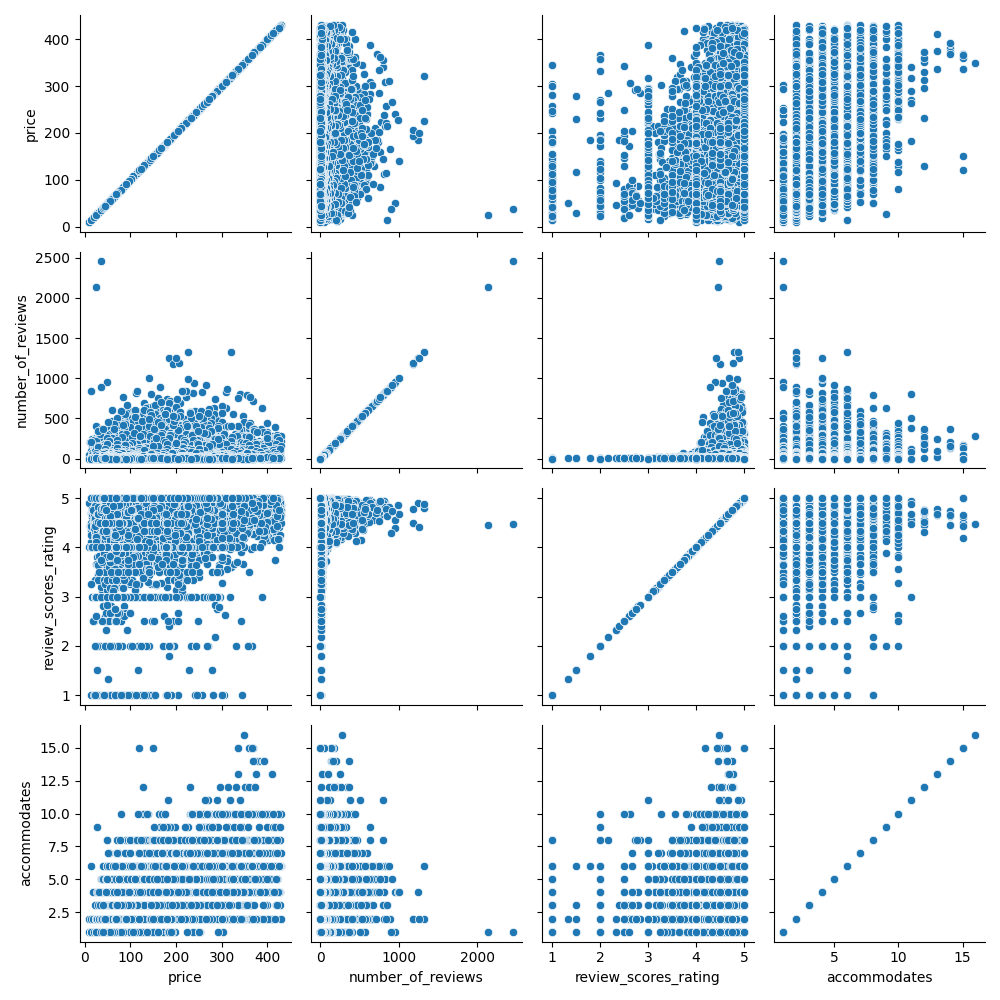 400
300
200
100
0
price
2500
2000
1500
1000
500
0
number_of_reviews
5
4
3
2
1
review_scores_rating
15.0
12.5
10.0
7.5
5.0
2.5
accommodates
0 100 200 300 400
price
0 1000 2000
number_of_reviews
1 2 3 4 5
review_scores_rating
5 10 15
accommodates